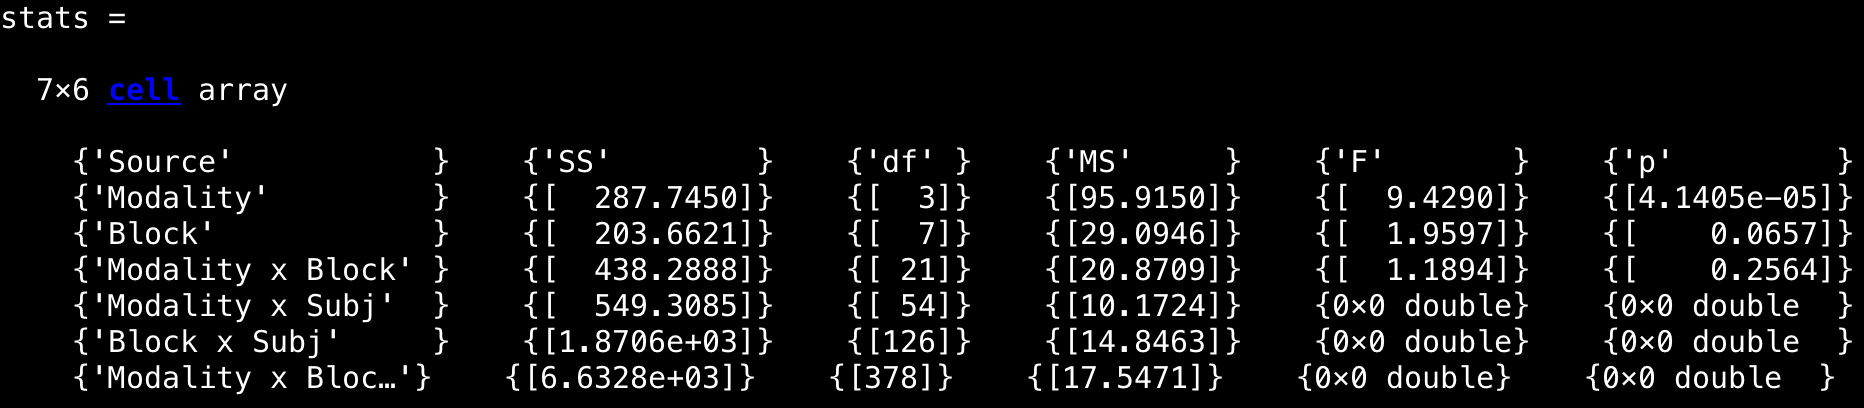 stats =
7×6 cell array
{'Source' } {'SS' } {'df' } {'MS' } {'F' } {'p' }
{'Modality' } {[ 287.7450]} {[ 3]} {[95.9150]} {[ 9.4290]} {[4.1405e-05]}
{'Block' } {[ 203.6621]} {[ 7]} {[29.0946]} {[ 1.9597]} {[ 0.0657]}
{'Modality x Block' } {[ 438.2888]} {[ 21]} {[20.8709]} {[ 1.1894]} {[ 0.2564]}
{'Modality x Subj' } {[ 549.3085]} {[ 54]} {[10.1724]} {0×0 double} {0×0 double }
{'Block x Subj' } {[1.8706e+03]} {[126]} {[14.8463]} {0×0 double} {0×0 double }
{'Modality x Bloc…'} {[6.6328e+03]} {[378]} {[17.5471]} {0×0 double} {0×0 double }